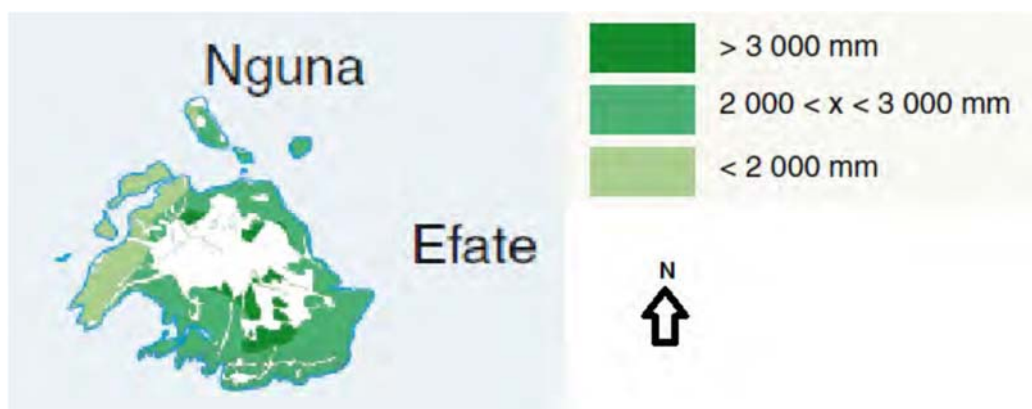 Nguna
Efate
> 3 000 mm
2 000 < x < 3 000 mm
< 2 000 mm
N